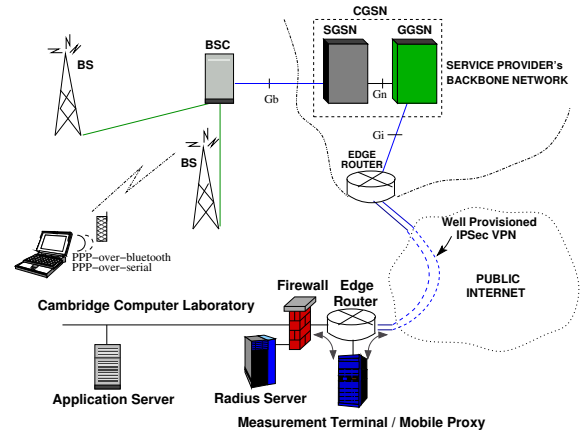 CGSN
SGSN
GGSN
BSC
BS
SERVICE PROVIDER's
BACKBONE NETWORK
Gb
Gn
Gi
BS
EDGE
ROUTER
PPP-over-bluetooth
PPP-over-serial
Well Provisioned
IPSec VPN
PUBLIC
INTERNET
Cambridge Computer Laboratory
Firewall
Edge
Router
Application Server
Radius Server
Measurement Terminal / Mobile Proxy